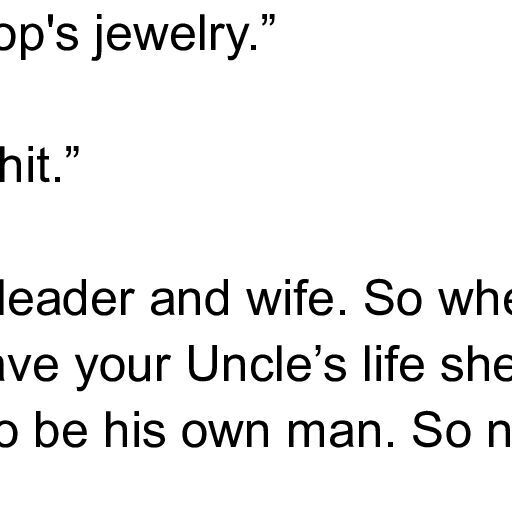 op's jewelry.”
hit.”
leader and wife. So whe
ave your Uncle’s life she
o be his own man. So n